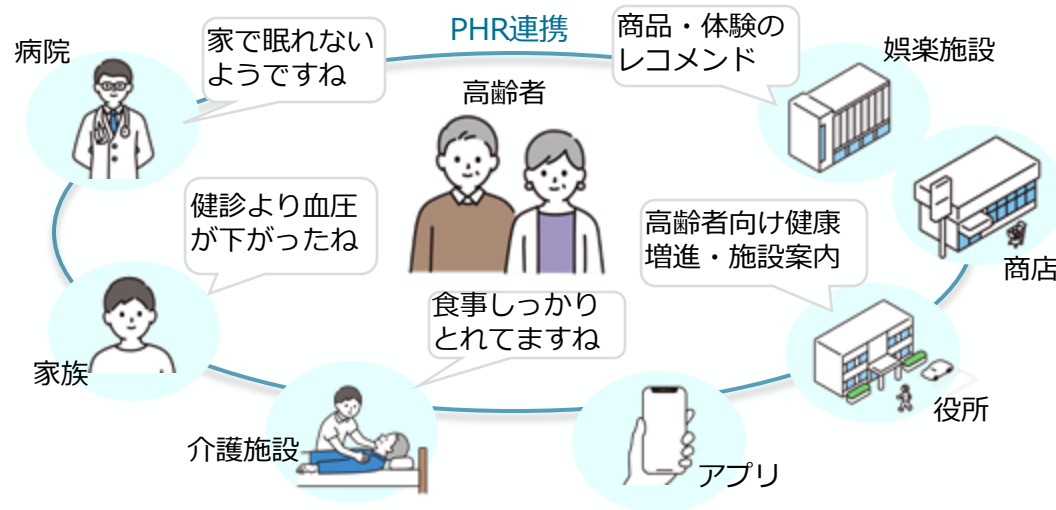 PHR連携
病院
家で眠れない
ようですね
高齢者
商品・体験の
レコメンド
娯楽施設
健診より血圧
が下がったね
高齢者向け健康
増進・施設案内
商店
食事しっかり
とれてますね
家族
介護施設
アプリ
役所